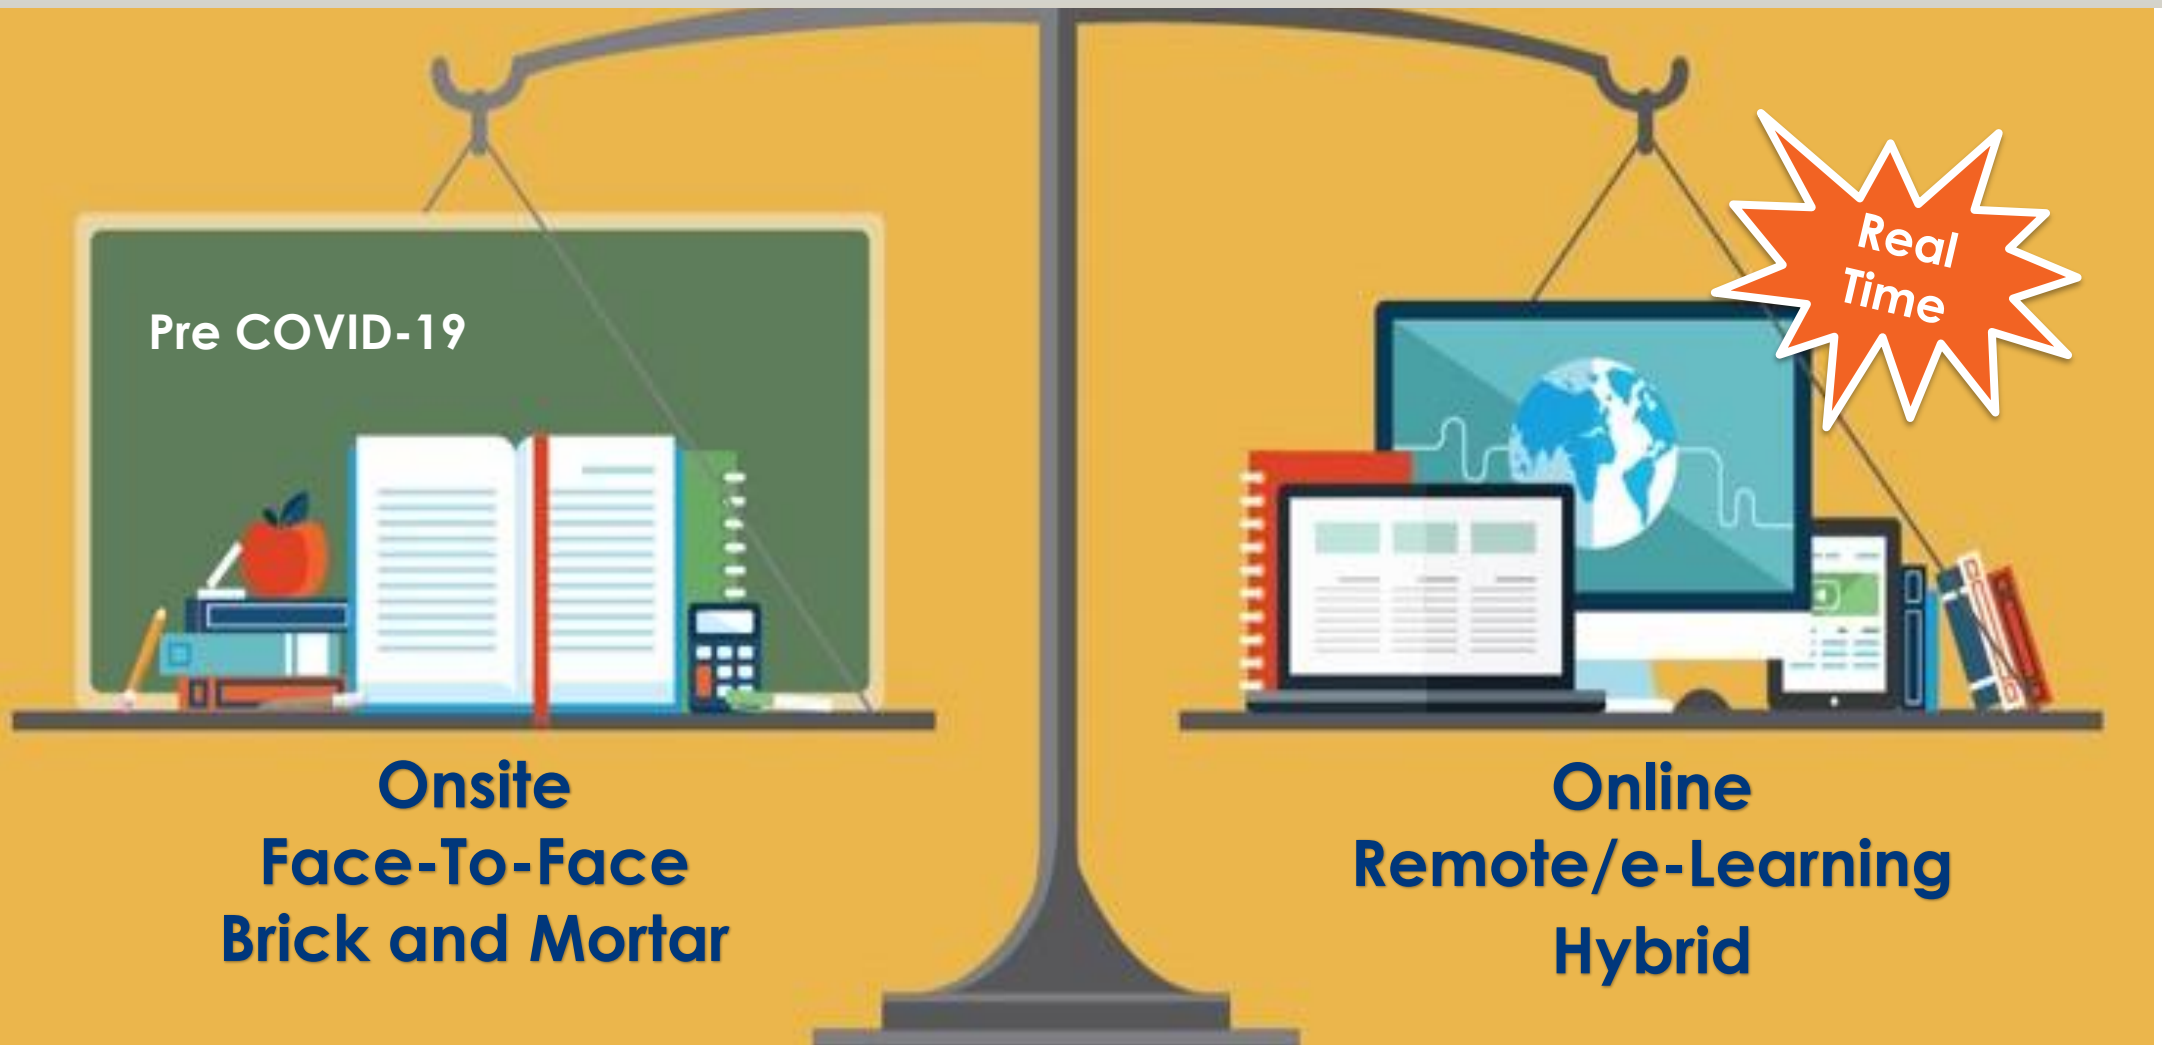 Pre COVID-19
Real
Time
Onsite
Face-To-Face
Brick and Mortar
Online
Remote/e-Learning
Hybrid